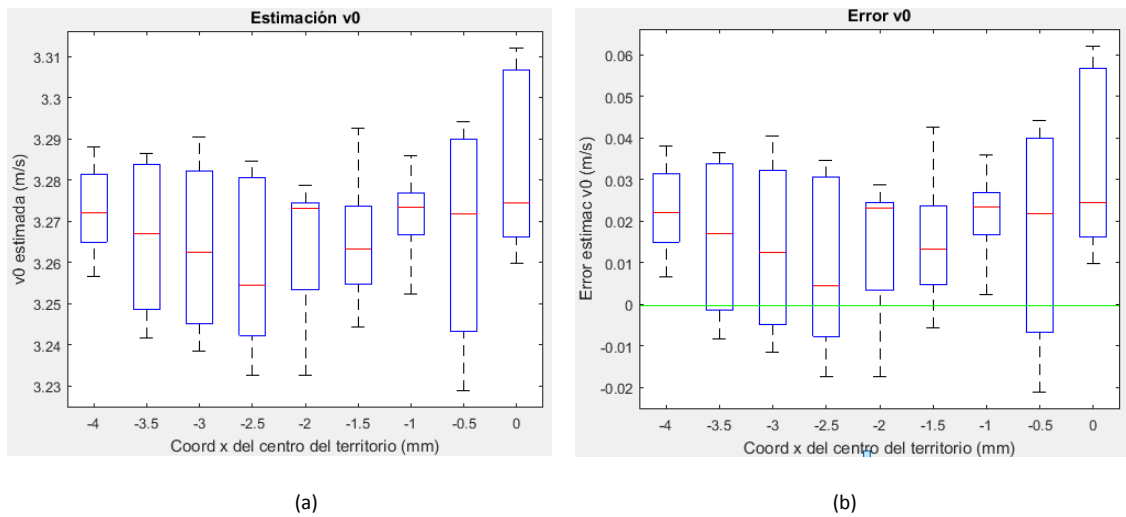 Estimación v0
v0 estimada (m/s)
3.31
3.3
3.29
3.28
3.27
3.26
3.25
3.24
3.23
-4 -3.5 -3 -2.5 -2 -1.5 -1 -0.5 0
Coord x del centro del territorio (mm)
(a)
Error v0
Error estimac v0 (m/s)
0.06
0.05
0.04
0.03
0.02
0.01
0
-0.01
-0.02
-4 -3.5 -3 -2.5 -2 -1.5 -1 -0.5 0
Coord x del centro del territorio (mm)
(b)